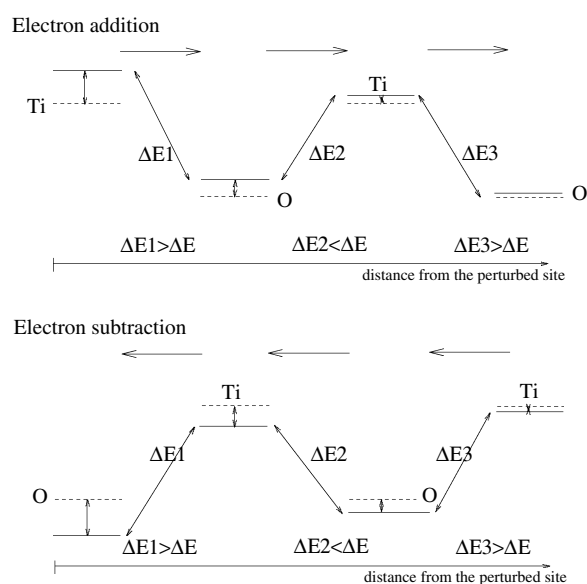 Electron addition
Ti
Ti
ΔE1
ΔE2
ΔE3
O
O
ΔE1>ΔE
ΔE2<ΔE
ΔE3>ΔE
distance from the perturbed site
Electron subtraction
Ti
Ti
ΔE1
ΔE2
ΔE3
O
O
ΔE1>ΔE
ΔE2<ΔE
ΔE3>ΔE
distance from the perturbed site